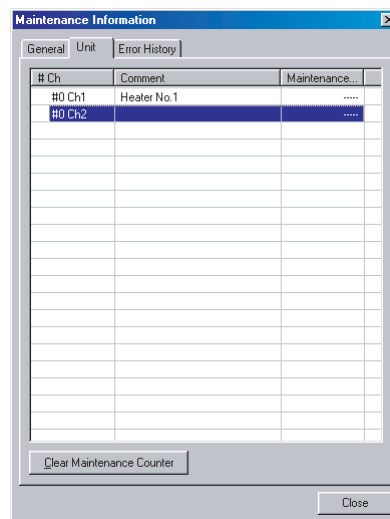 Maintenance Information
General Unit Error History
# Ch Comment Maintenance...
#0 Ch1 Heater No.1 -----
#0 Ch2 -----
Clear Maintenance Counter
Close